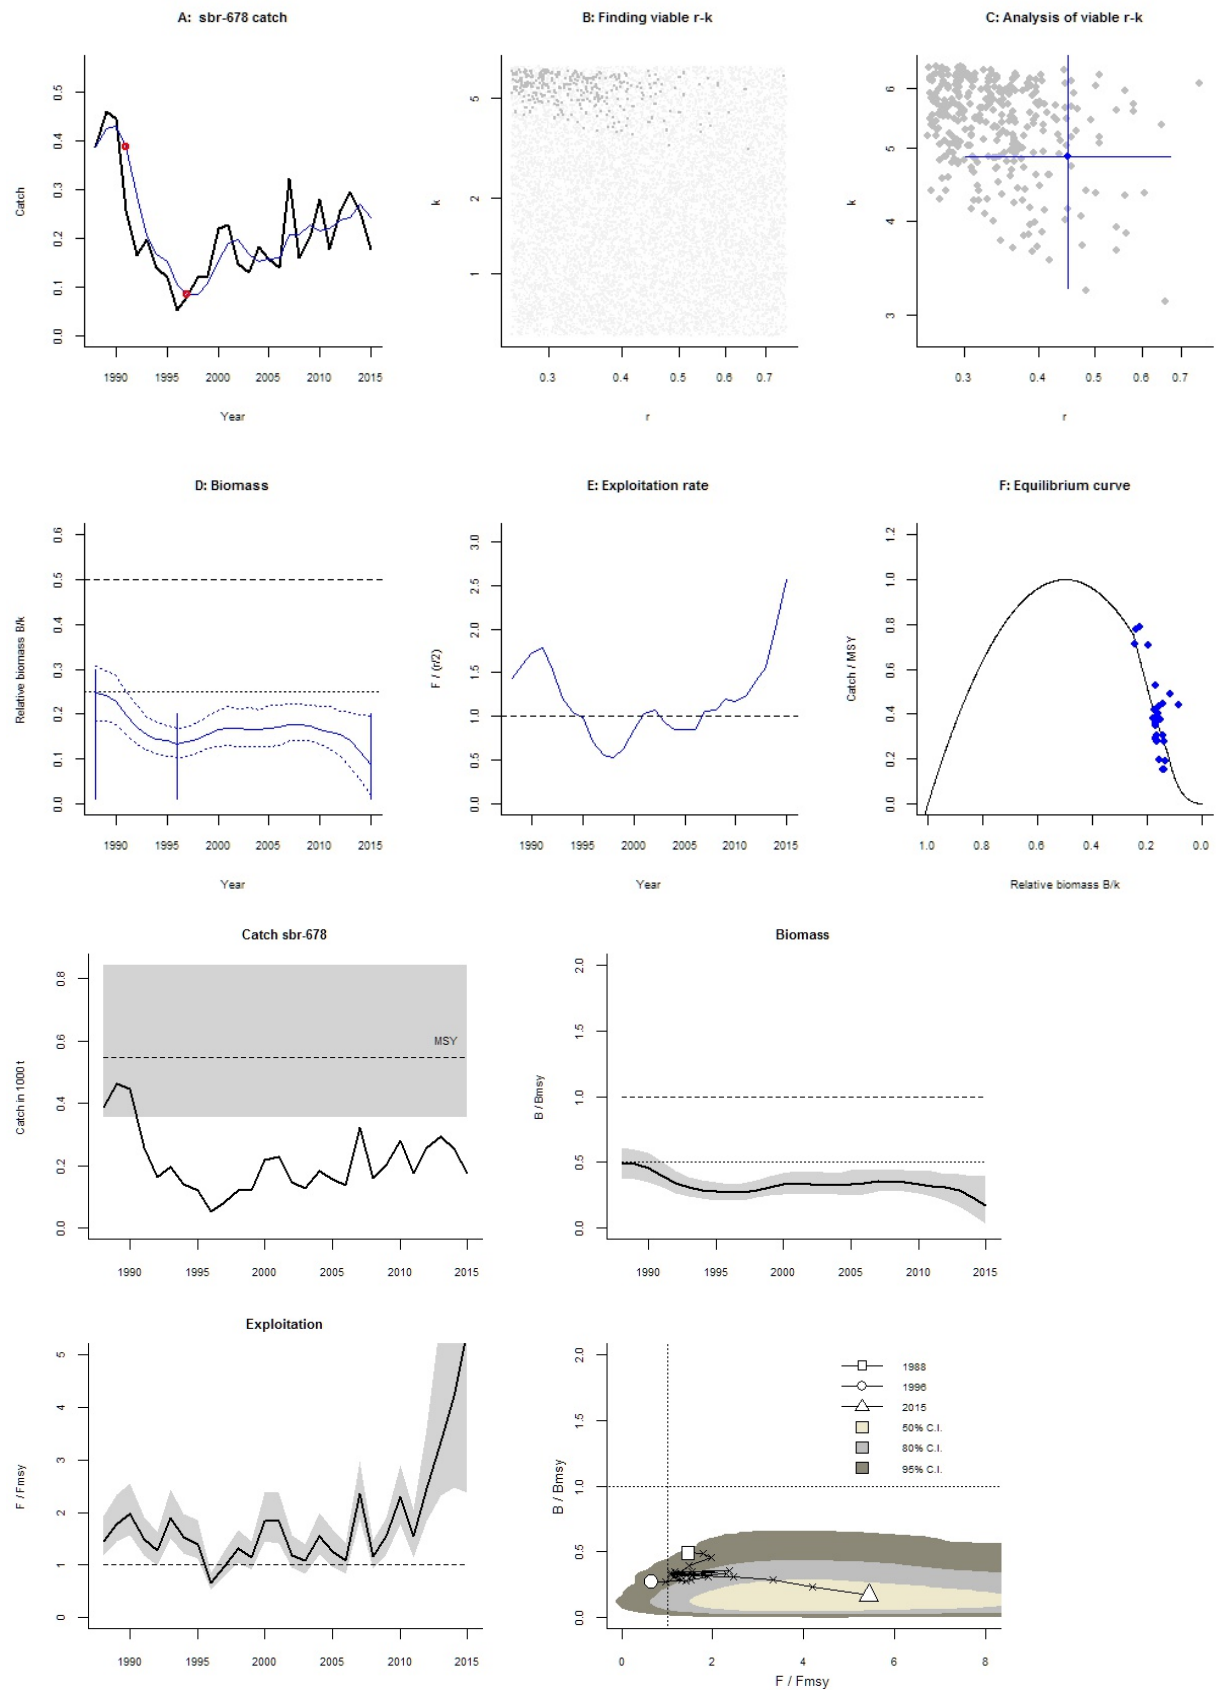 A: sbr-678 catch
B: Finding viable r-k
C: Analysis of viable r-k
Catch
0.0 0.1 0.2 0.3 0.4 0.5
1990 1995 2000 2005 2010 2015
Year
k
1 2 5
0.3 0.4 0.5 0.6 0.7
r
k
3 4 5 6
0.3 0.4 0.5 0.6 0.7
r
D: Biomass
E: Exploitation rate
F: Equilibrium curve
Relative biomass B/k
0.0 0.1 0.2 0.3 0.4 0.5 0.6
1990 1995 2000 2005 2010 2015
Year
F / (r/2)
0.0 0.5 1.0 1.5 2.0 2.5 3.0
1990 1995 2000 2005 2010 2015
Year
Catch / MSY
0.0 0.2 0.4 0.6 0.8 1.0 1.2
1.0 0.8 0.6 0.4 0.2 0.0
Relative biomass B/k
Catch sbr-678
Biomass
Catch in 1000 t
0.0 0.2 0.4 0.6 0.8
MSY
1990 1995 2000 2005 2010 2015
B / Bmsy
0.0 0.5 1.0 1.5 2.0
1990 1995 2000 2005 2010 2015
Exploitation
F / Fmsy
0 1 2 3 4 5
1990 1995 2000 2005 2010 2015
B / Bmsy
0.0 0.5 1.0 1.5 2.0
1988
1996
2015
50% C.I.
80% C.I.
95% C.I.
0 2 4 6 8
F / Fmsy